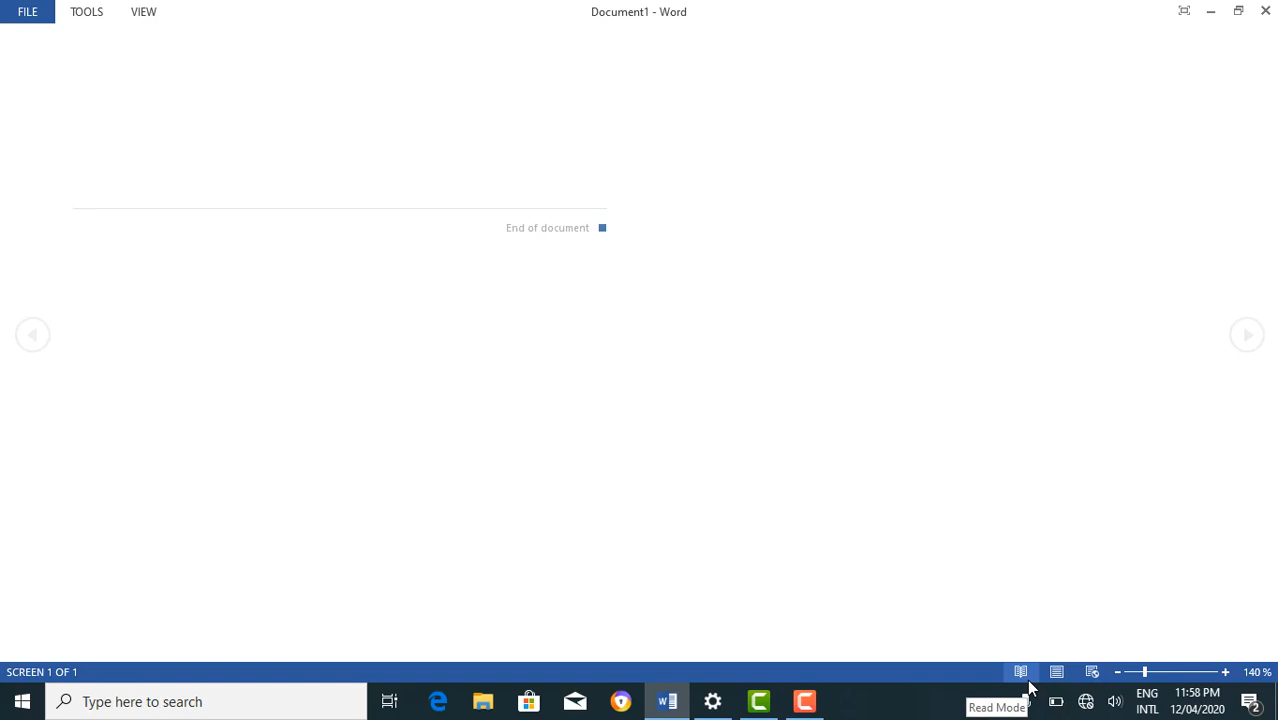 FILE TOOLS VIEW Document1 - Word
End of document
SCREEN 1 OF 1 140 %
Type here to search
Read Mode
ENG
INTL
11:58 PM
12/04/2020
2